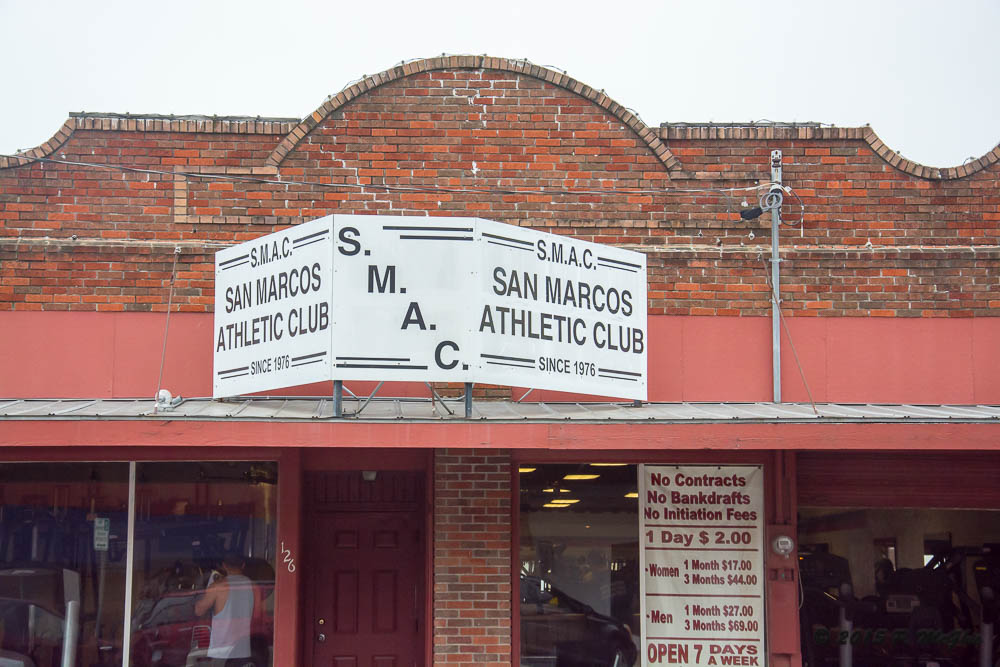 S.M.A.C.
SAN MARCOS
ATHLETIC CLUB
SINCE 1976
S.
M.
A.
C.
S.M.A.C.
SAN MARCOS
ATHLETIC CLUB
SINCE 1976
126
No Contracts
No Bankdrafts
No Initiation Fees
1 Day $ 2.00
•Women 1 Month $17.00
3 Months $44.00
•Men 1 Month $27.00
3 Months $69.00
OPEN 7 DAYS
A WEEK
© 2015 R.